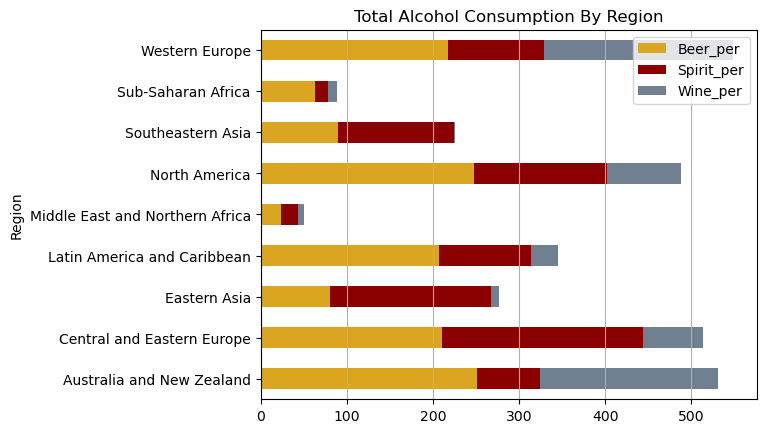 Total Alcohol Consumption By Region
Western Europe
Sub-Saharan Africa
Southeastern Asia
North America
Middle East and Northern Africa
Latin America and Caribbean
Eastern Asia
Central and Eastern Europe
Australia and New Zealand
Region
Beer_per
Spirit_per
Wine_per
0 100 200 300 400 500